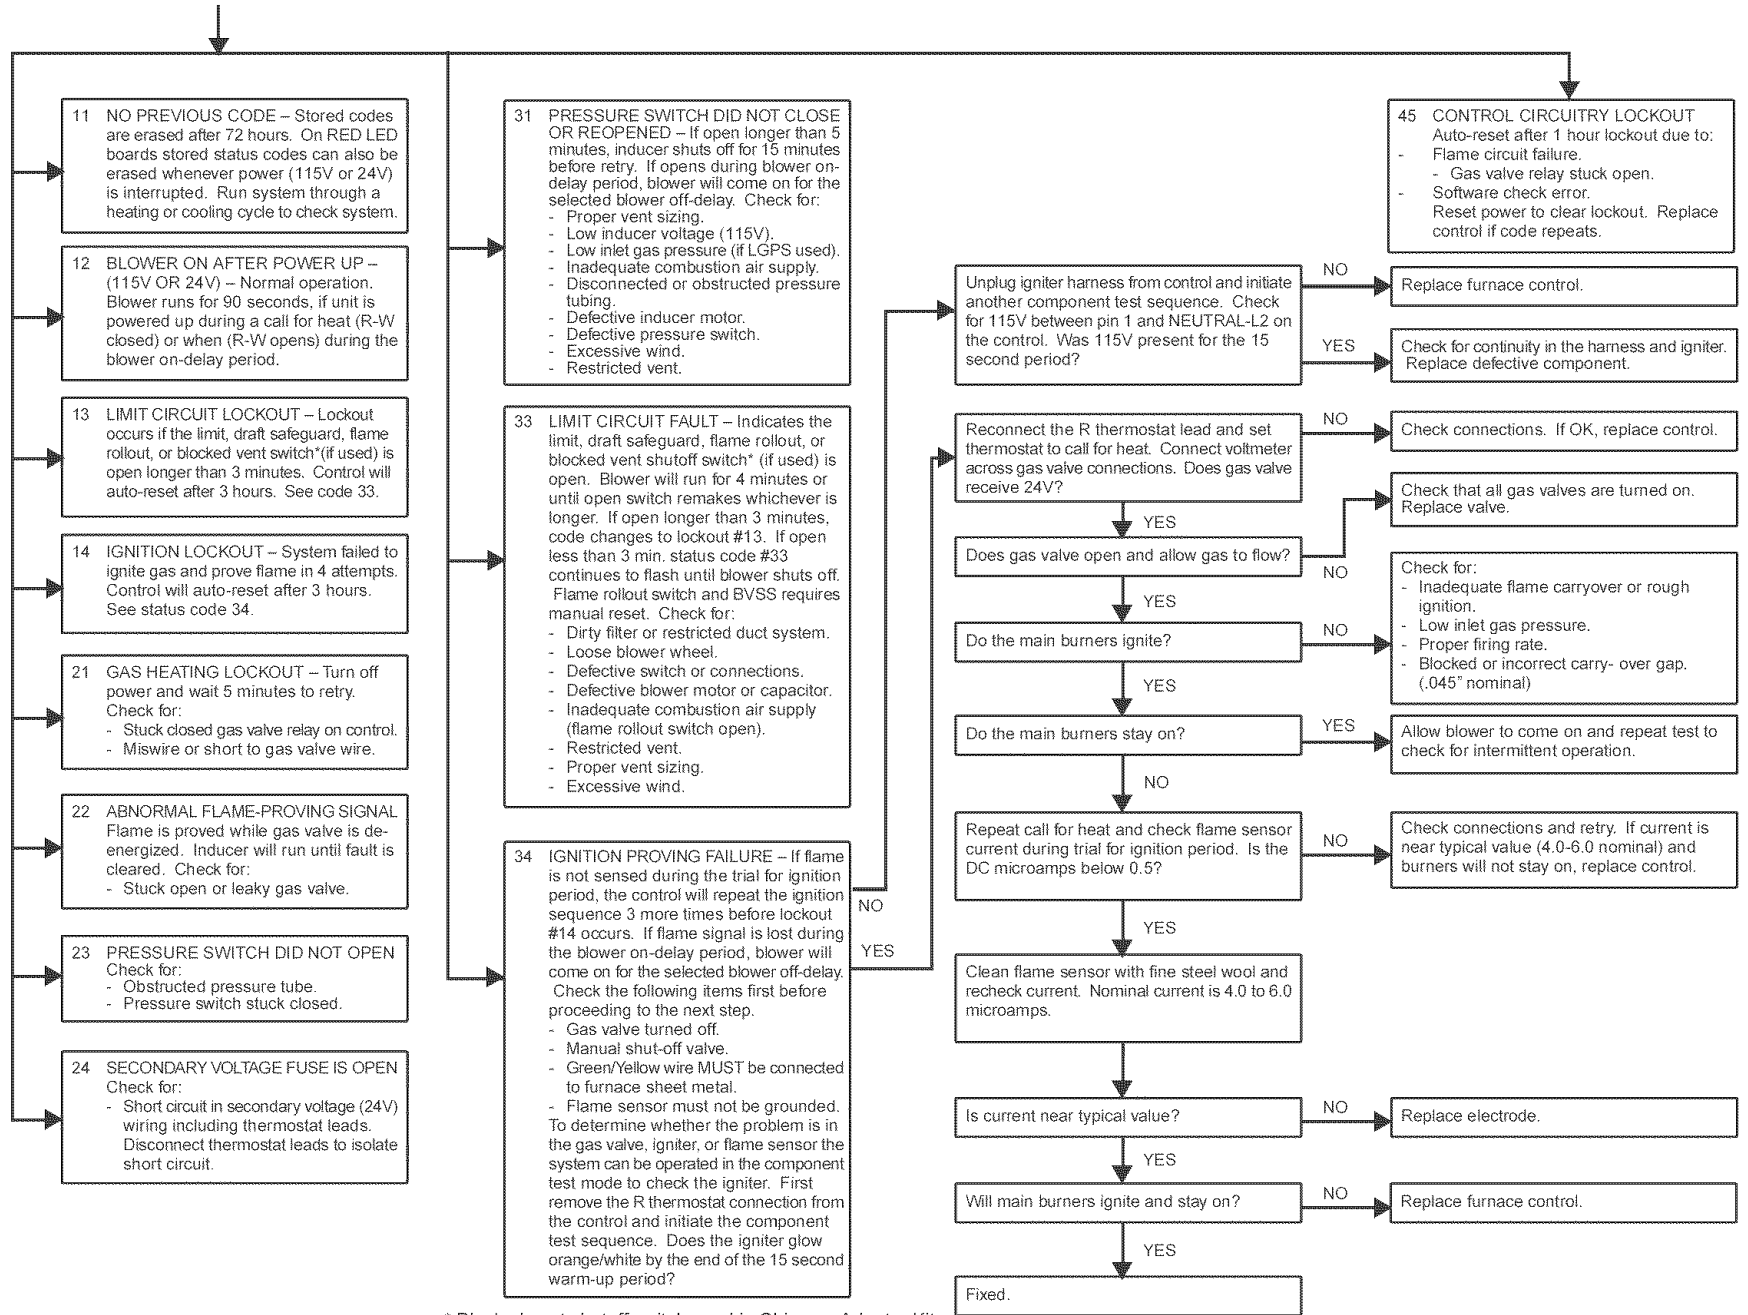 11 NO PREVIOUS CODE – Stored codes
are erased after 72 hours. On RED LED
boards stored status codes can also be
erased whenever power (115V or 24V)
is interrupted. Run system through a
heating or cooling cycle to check system.
12 BLOWER ON AFTER POWER UP –
(115V OR 24V) – Normal operation.
Blower runs for 90 seconds, if unit is
powered up during a call for heat (R-W
closed) or when (R-W opens) during the
blower on-delay period.
13 LIMIT CIRCUIT LOCKOUT – Lockout
occurs if the limit, draft safeguard, flame
rollout, or blocked vent switch*(if used) is
open longer than 3 minutes. Control will
auto-reset after 3 hours. See code 33.
14 IGNITION LOCKOUT – System failed to
ignite gas and prove flame in 4 attempts.
Control will auto-reset after 3 hours.
See status code 34.
21 GAS HEATING LOCKOUT – Turn off
power and wait 5 minutes to retry.
Check for:
- Stuck closed gas valve relay on control.
- Miswire or short to gas valve wire.
22 ABNORMAL FLAME-PROVING SIGNAL
Flame is proved while gas valve is de-
energized. Inducer will run until fault is
cleared. Check for:
- Stuck open or leaky gas valve.
23 PRESSURE SWITCH DID NOT OPEN
Check for:
- Obstructed pressure tube.
- Pressure switch stuck closed.
24 SECONDARY VOLTAGE FUSE IS OPEN
Check for:
- Short circuit in secondary voltage (24V)
wiring including thermostat leads.
Disconnect thermostat leads to isolate
short circuit.
31 PRESSURE SWITCH DID NOT CLOSE
OR REOPENED – If open longer than 5
minutes, inducer shuts off for 15 minutes
before retry. If opens during blower on-
delay period, blower will come on for the
selected blower off-delay. Check for:
- Proper vent sizing.
- Low inducer voltage (115V).
- Low inlet gas pressure (if LGPS used).
- Inadequate combustion air supply.
- Disconnected or obstructed pressure
tubing.
- Defective inducer motor.
- Defective pressure switch.
- Excessive wind.
- Restricted vent.
33 LIMIT CIRCUIT FAULT – Indicates the
limit, draft safeguard, flame rollout, or
blocked vent shutoff switch* (if used) is
open. Blower will run for 4 minutes or
until open switch remakes whichever is
longer. If open longer than 3 minutes,
code changes to lockout #13. If open
less than 3 min. status code #33
continues to flash until blower shuts off.
Flame rollout switch and BVSS requires
manual reset. Check for:
- Dirty filter or restricted duct system.
- Loose blower wheel.
- Defective switch or connections.
- Defective blower motor or capacitor.
- Inadequate combustion air supply
(flame rollout switch open).
- Restricted vent.
- Proper vent sizing.
- Excessive wind.
34 IGNITION PROVING FAILURE – If flame
is not sensed during the trial for ignition
period, the control will repeat the ignition
sequence 3 more times before lockout
#14 occurs. If flame signal is lost during
the blower on-delay period, blower will
come on for the selected blower off-delay.
Check the following items first before
proceeding to the next step.
- Gas valve turned off.
- Manual shut-off valve.
- Green/Yellow wire MUST be connected
to furnace sheet metal.
- Flame sensor must not be grounded.
To determine whether the problem is in
the gas valve, igniter, or flame sensor the
system can be operated in the component
test mode to check the igniter. First
remove the R thermostat connection from
the control and initiate the component
test sequence. Does the igniter glow
orange/white by the end of the 15 second
warm-up period?
NO
YES
45 CONTROL CIRCUITRY LOCKOUT
Auto-reset after 1 hour lockout due to:
- Flame circuit failure.
- Gas valve relay stuck open.
- Software check error.
Reset power to clear lockout. Replace
control if code repeats.
Unplug igniter harness from control and initiate
another component test sequence. Check
for 115V between pin 1 and NEUTRAL-L2 on
the control. Was 115V present for the 15
second period?
NO
Replace furnace control.
YES
Check for continuity in the harness and igniter.
Replace defective component.
Reconnect the R thermostat lead and set
thermostat to call for heat. Connect voltmeter
across gas valve connections. Does gas valve
receive 24V?
NO
Check connections. If OK, replace control.
YES
Does gas valve open and allow gas to flow?
NO
Check that all gas valves are turned on.
Replace valve.
YES
Do the main burners ignite?
NO
Check for:
- Inadequate flame carryover or rough
ignition.
- Low inlet gas pressure.
- Proper firing rate.
- Blocked or incorrect carry- over gap.
(.045" nominal)
YES
Do the main burners stay on?
YES
Allow blower to come on and repeat test to
check for intermittent operation.
NO
Repeat call for heat and check flame sensor
current during trial for ignition period. Is the
DC microamps below 0.5?
NO
Check connections and retry. If current is
near typical value (4.0-6.0 nominal) and
burners will not stay on, replace control.
YES
Clean flame sensor with fine steel wool and
recheck current. Nominal current is 4.0 to 6.0
microamps.
Is current near typical value?
NO
Replace electrode.
YES
Will main burners ignite and stay on?
NO
Replace furnace control.
YES
Fixed.